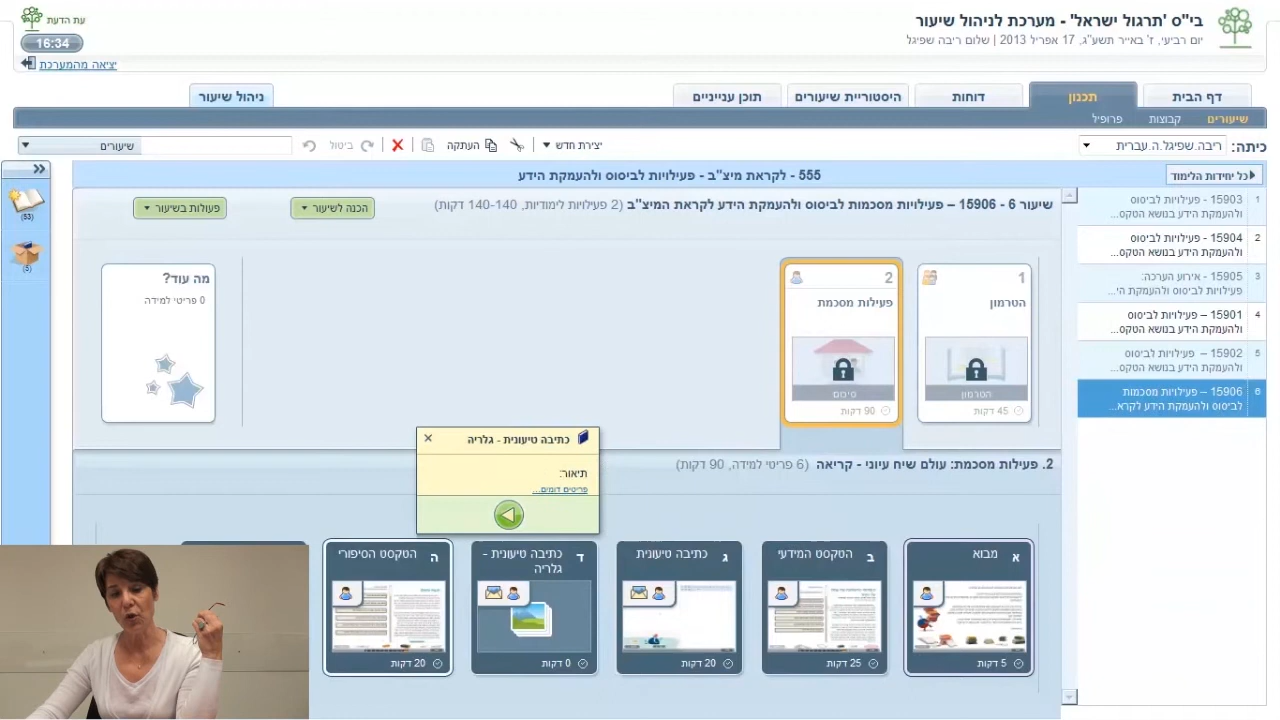 בי"ס 'תרגול ישראל' - מערכת לניהול שיעור
יום רביעי, ז' באייר תשע"ג, 17 אפריל 2013 | שלום ריבה שפיגל
עת הדעת
16:34
יציאה מהמערכת
דף הבית
תכנון
דוחות
היסטוריית שיעורים
תוכן ענייניים
ניהול שיעור
שיעורים
קבוצות
פרופיל
כיתה:
ריבה.שפיגל.ה.עברית
יצירת חדש
העתקה
ביטול
שיעורים
כל יחידות הלימוד
555 - לקראת מיצ"ב - פעילויות לביסוס ולהעמקת הידע
1
15903 - פעילויות לביסוס
ולהעמקת הידע בנושא הטקס...
2
15904 - פעילויות לביסוס
ולהעמקת הידע בנושא הטקס...
3
15905 - אירוע הערכה:
פעילויות לביסוס ולהעמקת הי...
4
15901 – פעילויות לביסוס
ולהעמקת הידע בנושא הטקס...
5
15902 – פעילויות לביסוס
ולהעמקת הידע בנושא הטקס...
6
15906 – פעילויות מסכמות
לביסוס ולהעמקת הידע לקרא...
שיעור 6 - 15906 – פעילויות מסכמות לביסוס ולהעמקת הידע לקראת המיצ"ב (2 פעילויות לימודיות, 140-140 דקות)
הכנה לשיעור
פעולות בשיעור
(53)
(5)
1
הטרמון
הטרמון
45 דקות
2
פעילות מסכמת
סיכום
90 דקות
מה עוד?
0 פריטי למידה
כתיבה טיעונית - גלריה
תיאור:
פריטים דומים...
2. פעילות מסכמת: עולם שיח עיוני - קריאה (6 פריטי למידה, 90 דקות)
א
מבוא
5 דקות
ב
הטקסט המידעי
25 דקות
ג
כתיבה טיעונית
20 דקות
ד
כתיבה טיעונית -
גלריה
0 דקות
ה
הטקסט הסיפורי
20 דקות